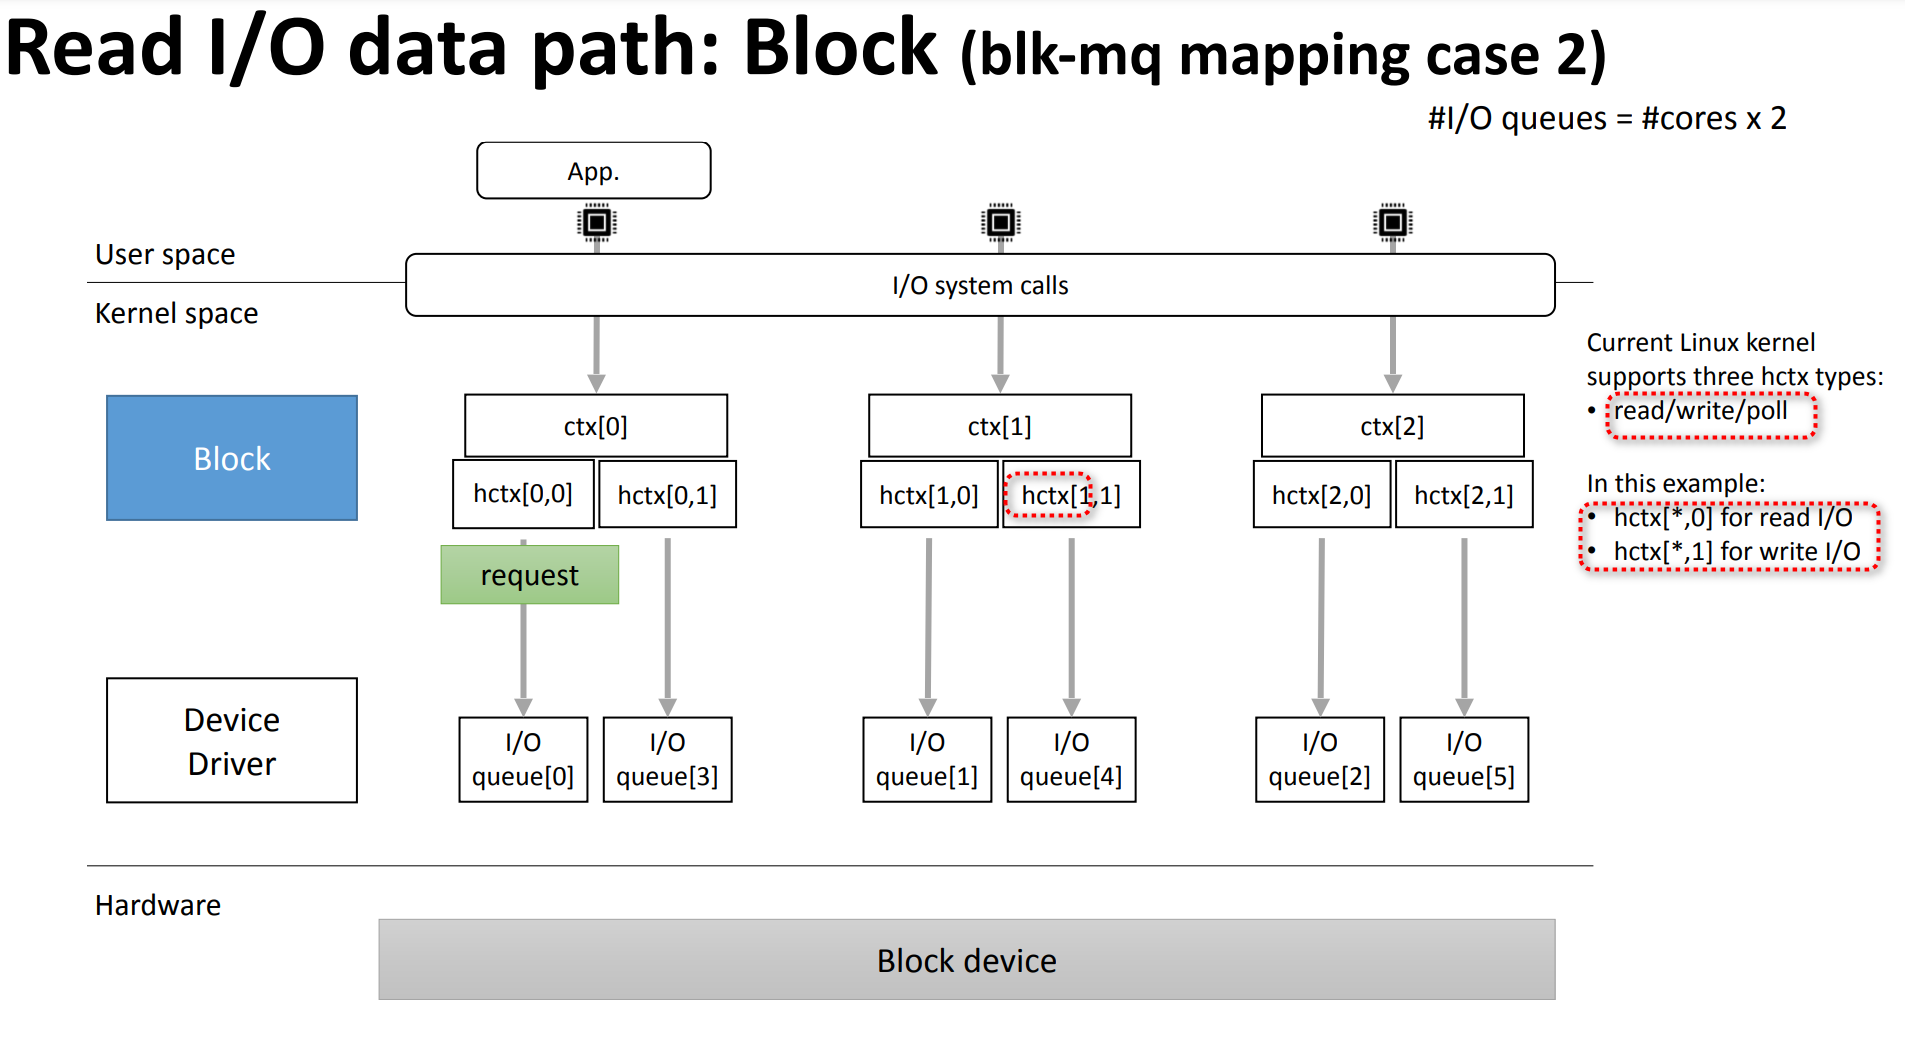 Read I/O data path: Block (blk-mq mapping case 2)
#I/O queues = #cores x 2
App.
User space
I/O system calls
Kernel space
Current Linux kernel
supports three hctx types:
• read/write/poll
Block
ctx[0]
ctx[1]
ctx[2]
hctx[0,0]
hctx[0,1]
hctx[1,0]
hctx[1,1]
hctx[2,0]
hctx[2,1]
In this example:
• hctx[*,0] for read I/O
• hctx[*,1] for write I/O
request
Device
Driver
I/O
queue[0]
I/O
queue[3]
I/O
queue[1]
I/O
queue[4]
I/O
queue[2]
I/O
queue[5]
Hardware
Block device